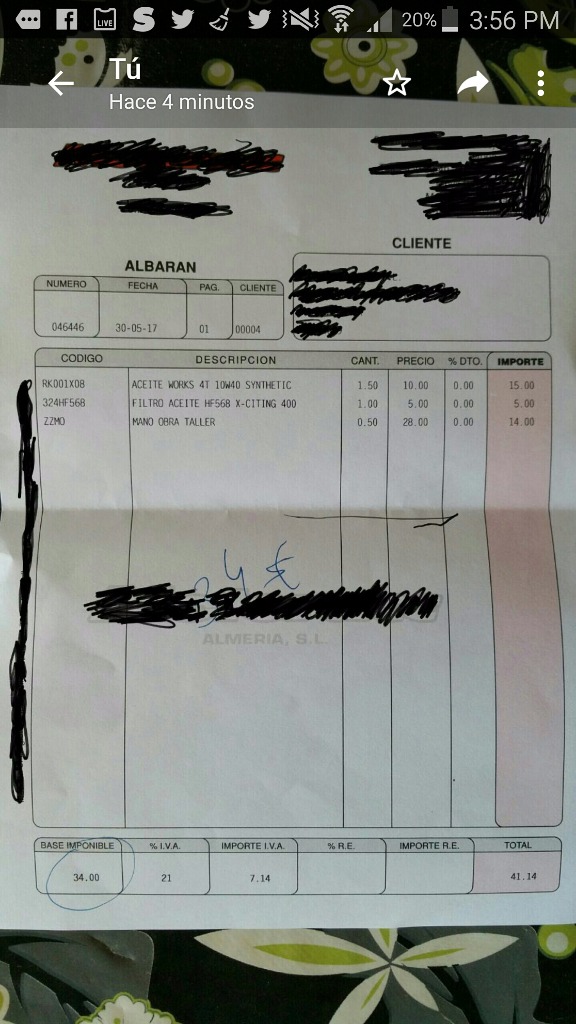 LIVE
20% 3:56 PM
Tú
Hace 4 minutos
CLIENTE
ALBARAN
NUMERO FECHA PAG. CLIENTE
046446 30-05-17 01 00004
CODIGO DESCRIPCION CANT. PRECIO % DTO. IMPORTE
RK001X08 ACEITE WORKS 4T 10W40 SYNTHETIC 1.50 10.00 0.00 15.00
324HF568 FILTRO ACEITE HF568 X-CITING 400 1.00 5.00 0.00 5.00
ZZMO MANO OBRA TALLER 0.50 28.00 0.00 14.00
34 €
ALMERIA, S.L.
BASE IMPONIBLE % I.V.A. IMPORTE I.V.A. % R.E. IMPORTE R.E. TOTAL
34.00 21 7.14 41.14